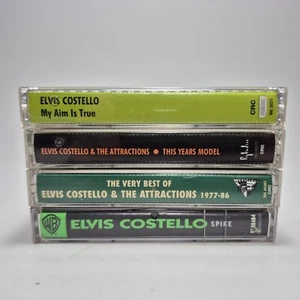 ELVIS COSTELLO
My Aim Is True
CRC
ELVIS COSTELLO & THE ATTRACTIONS • THIS YEARS MODEL
CRC
THE VERY BEST OF
ELVIS COSTELLO & THE ATTRACTIONS 1977-86
CRC
WB
ELVIS COSTELLO SPIKE